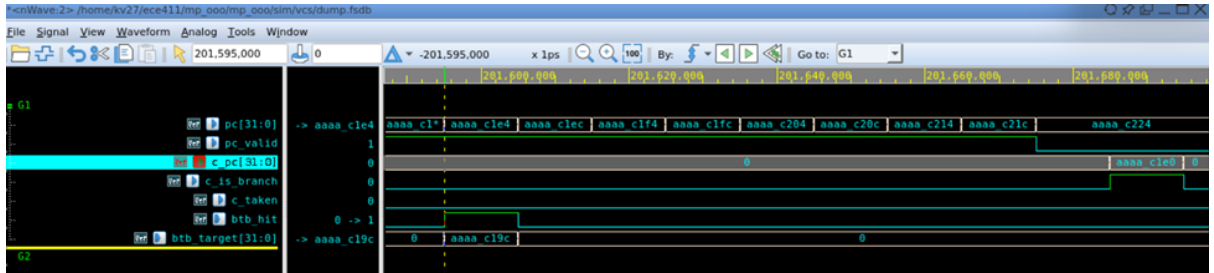 *<nWave:2> /home/kv27/ece411/mp_ooo/mp_ooo/sim/vcs/dump.fsdb
File Signal View Waveform Analog Tools Window
201,595,000 0 -201,595,000 x 1ps 100 By: Go to: G1
201,600,000 201,620,000 201,640,000 201,660,000 201,680,000
G1
pc[31:0] -> aaaa_c1e4 aaaa_c1* aaaa_c1e4 aaaa_c1ec aaaa_c1f4 aaaa_c1fc aaaa_c204 aaaa_c20c aaaa_c214 aaaa_c21c aaaa_c224
pc_valid 1
c_pc[31:0] 0 0 aaaa_c1e0 0
c_is_branch 0
c_taken 0
btb_hit 0 -> 1
btb_target[31:0] -> aaaa_c19c 0 aaaa_c19c 0
G2